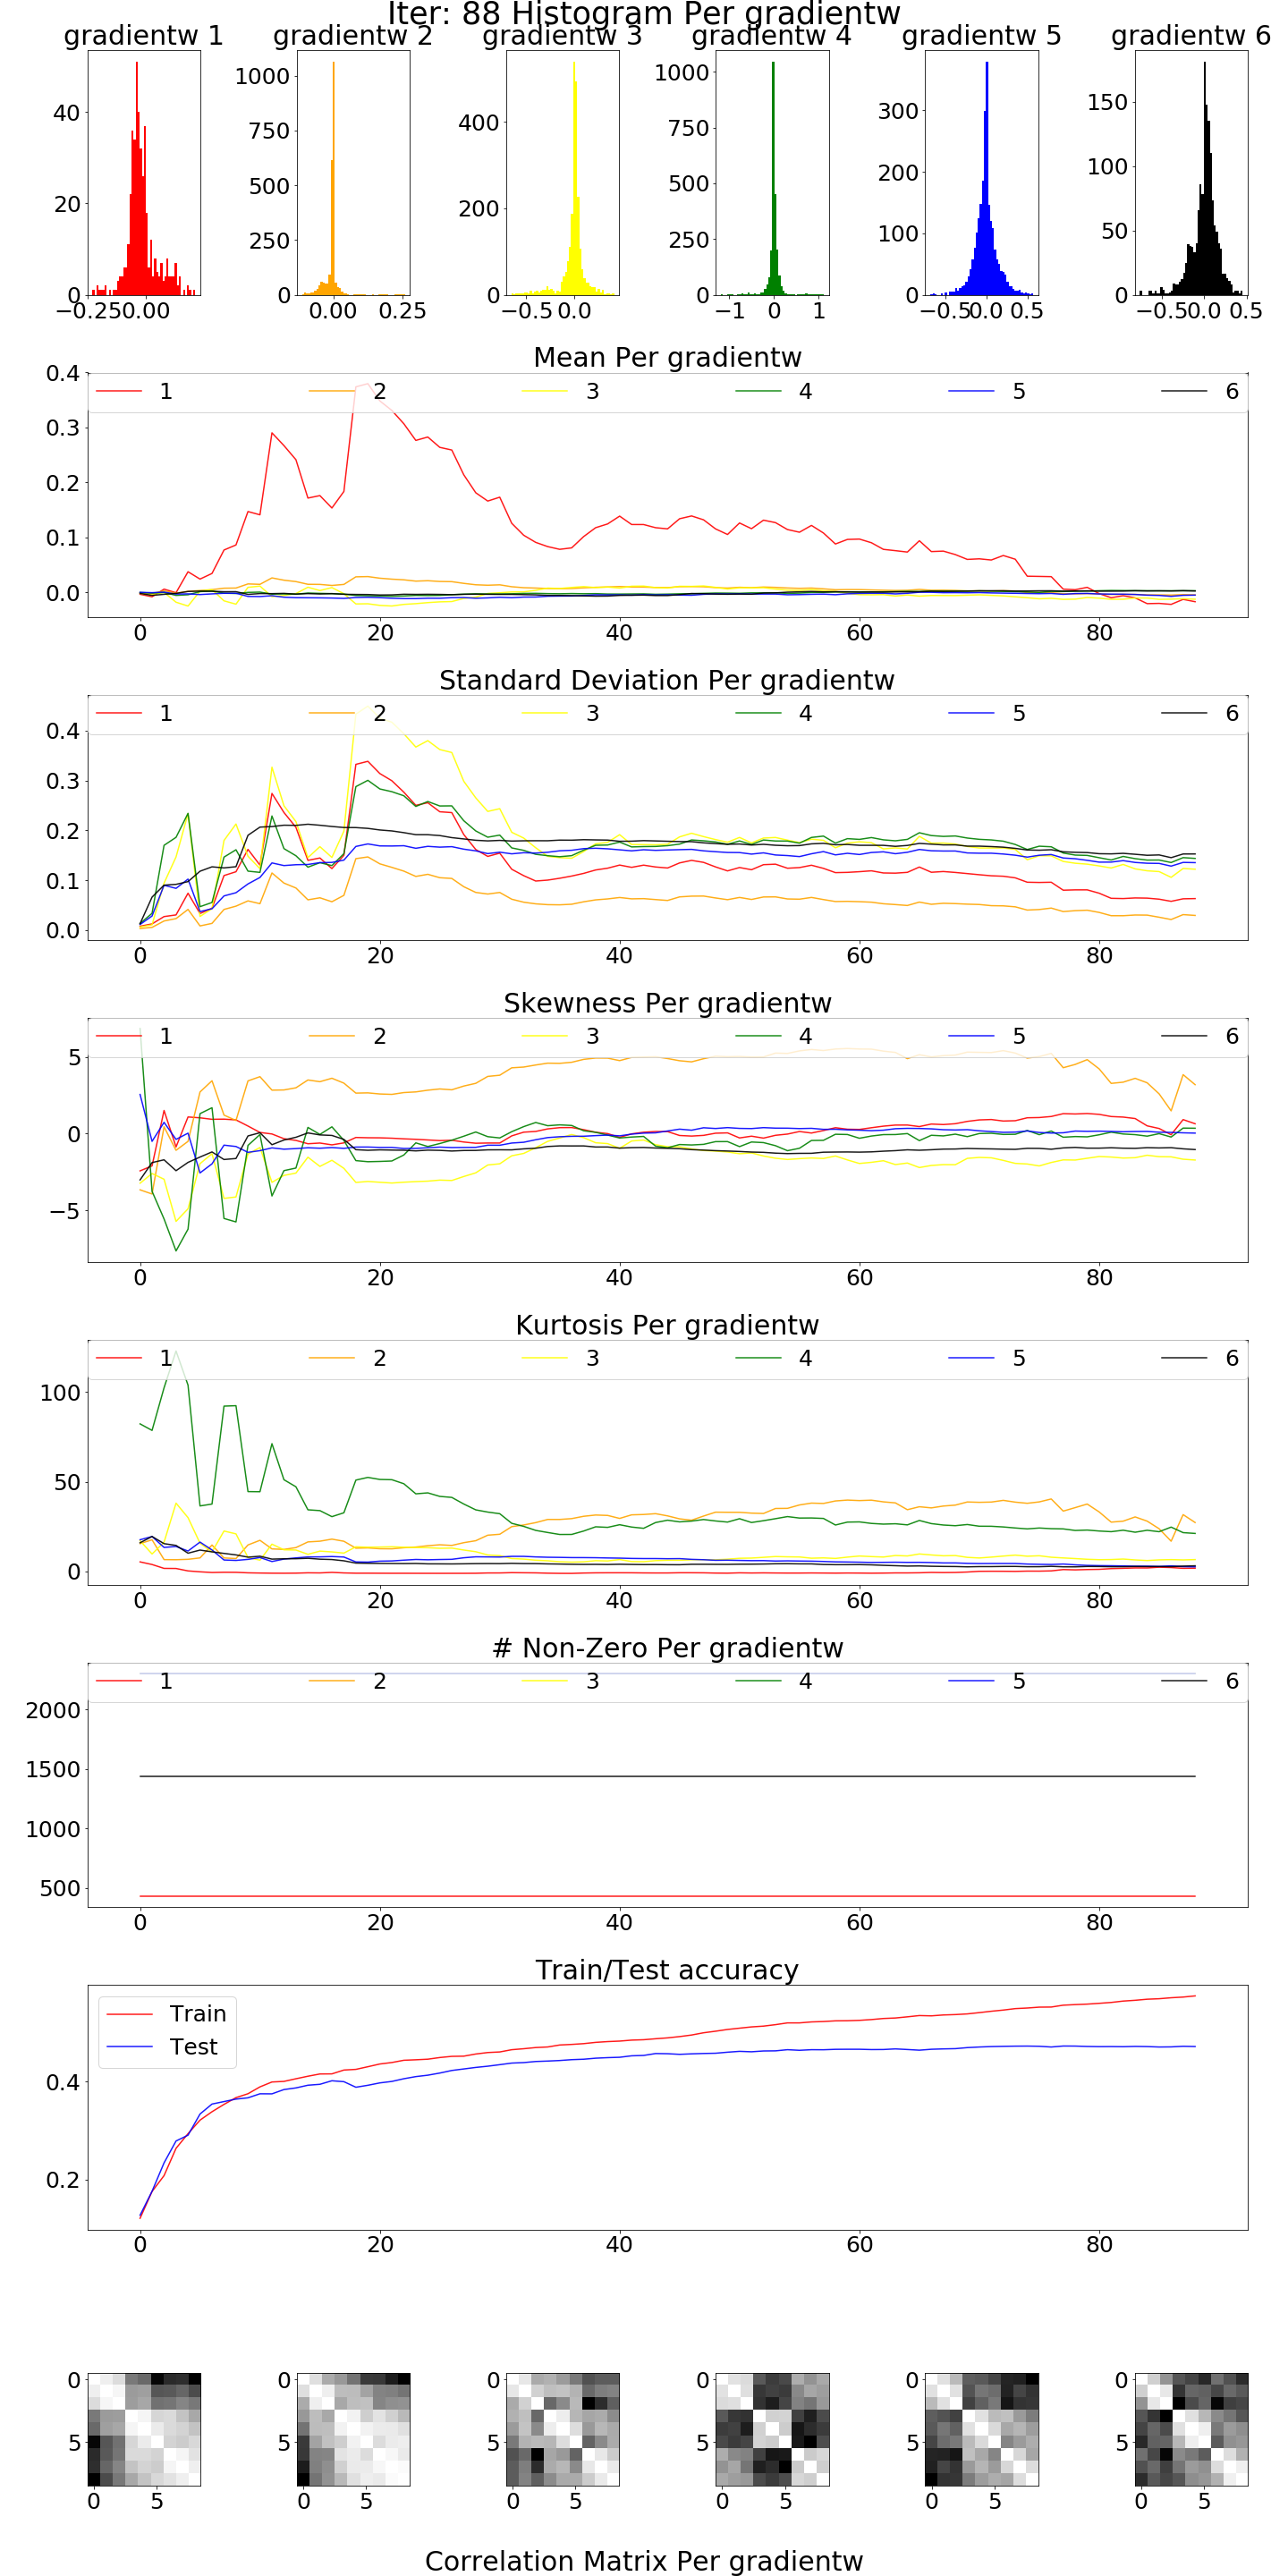 Iter: 88 Histogram Per gradientw
gradientw 1 gradientw 2 gradientw 3 gradientw 4 gradientw 5 gradientw 6
40
20
0
−0.25 0.00
1000
750
500
250
0
0.00 0.25
400
200
0
−0.5 0.0
1000
750
500
250
0
−1 0 1
300
200
100
0
−0.5 0.0 0.5
150
100
50
0
−0.5 0.0 0.5
Mean Per gradientw
1 2 3 4 5 6
0.4
0.3
0.2
0.1
0.0
0 20 40 60 80
Standard Deviation Per gradientw
1 2 3 4 5 6
0.4
0.3
0.2
0.1
0.0
0 20 40 60 80
Skewness Per gradientw
1 2 3 4 5 6
5
0
−5
0 20 40 60 80
Kurtosis Per gradientw
1 2 3 4 5 6
100
50
0
0 20 40 60 80
# Non-Zero Per gradientw
1 2 3 4 5 6
2000
1500
1000
500
0 20 40 60 80
Train/Test accuracy
Train
Test
0.4
0.2
0 20 40 60 80
0 0 0 0 0 0
5 5 5 5 5 5
0 5 0 5 0 5 0 5 0 5 0 5
Correlation Matrix Per gradientw